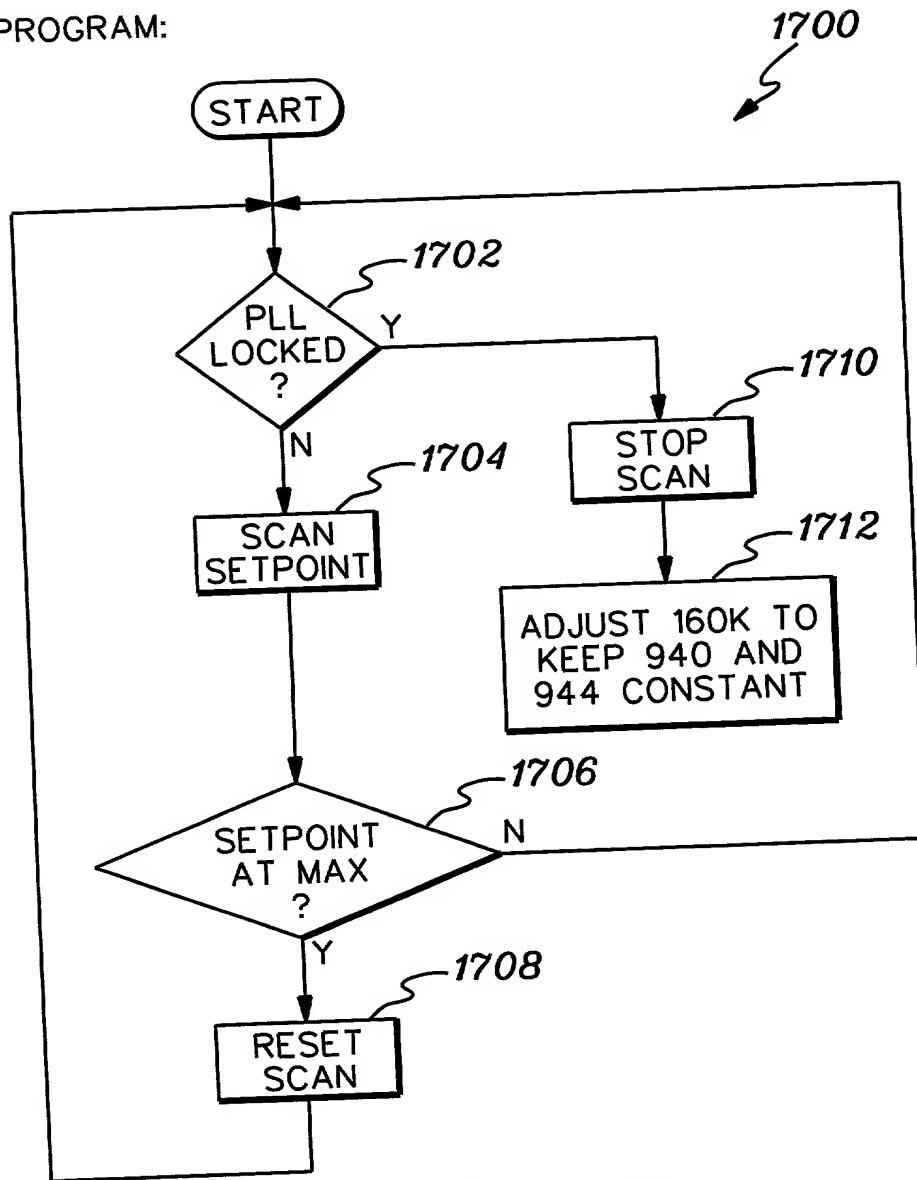 PROGRAM:
1700
START
1702
PLL
LOCKED
?
Y
N
1710
STOP
SCAN
1704
SCAN
SETPOINT
1712
ADJUST 160K TO
KEEP 940 AND
944 CONSTANT
1706
SETPOINT
AT MAX
?
N
Y
1708
RESET
SCAN